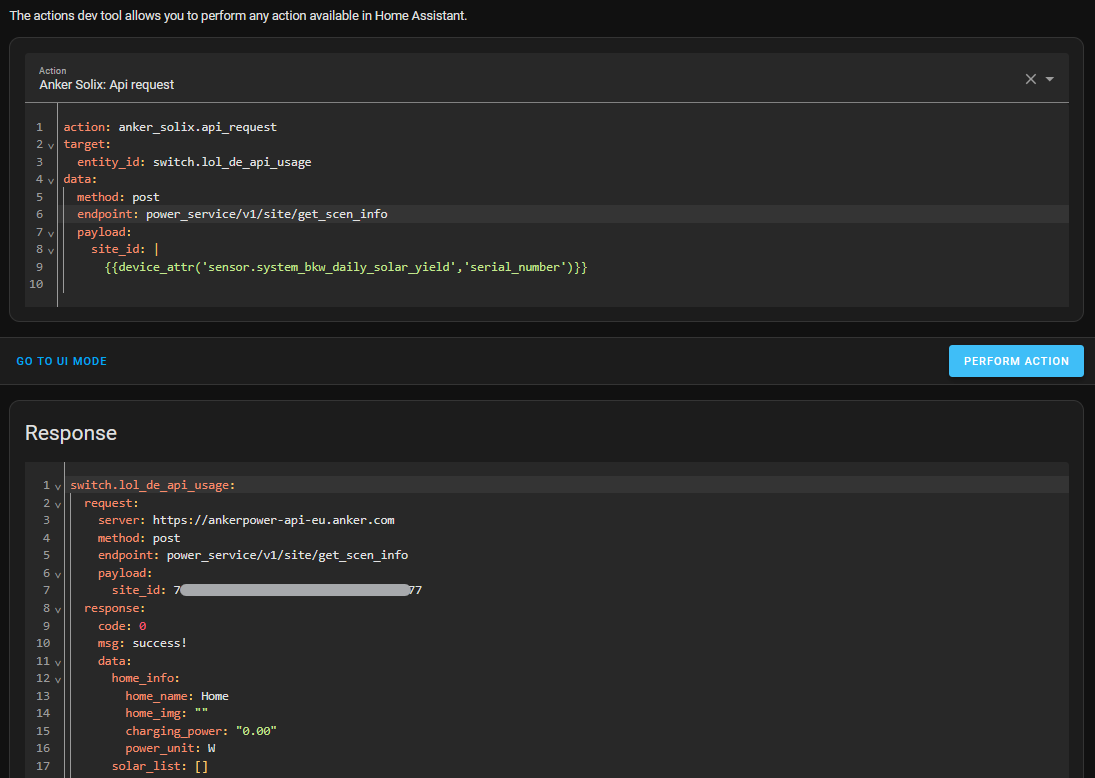 The actions dev tool allows you to perform any action available in Home Assistant.
Action
Anker Solix: Api request
1 action: anker_solix.api_request
2 target:
3 entity_id: switch.lol_de_api_usage
4 data:
5 method: post
6 endpoint: power_service/v1/site/get_scen_info
7 payload:
8 site_id: |
9 {{device_attr('sensor.system_bkw_daily_solar_yield','serial_number')}}
10
GO TO UI MODE
PERFORM ACTION
Response
1 switch.lol_de_api_usage:
2 request:
3 server: https://ankerpower-api-eu.anker.com
4 method: post
5 endpoint: power_service/v1/site/get_scen_info
6 payload:
7 site_id: 7 77
8 response:
9 code: 0
10 msg: success!
11 data:
12 home_info:
13 home_name: Home
14 home_img: ""
15 charging_power: "0.00"
16 power_unit: W
17 solar_list: []